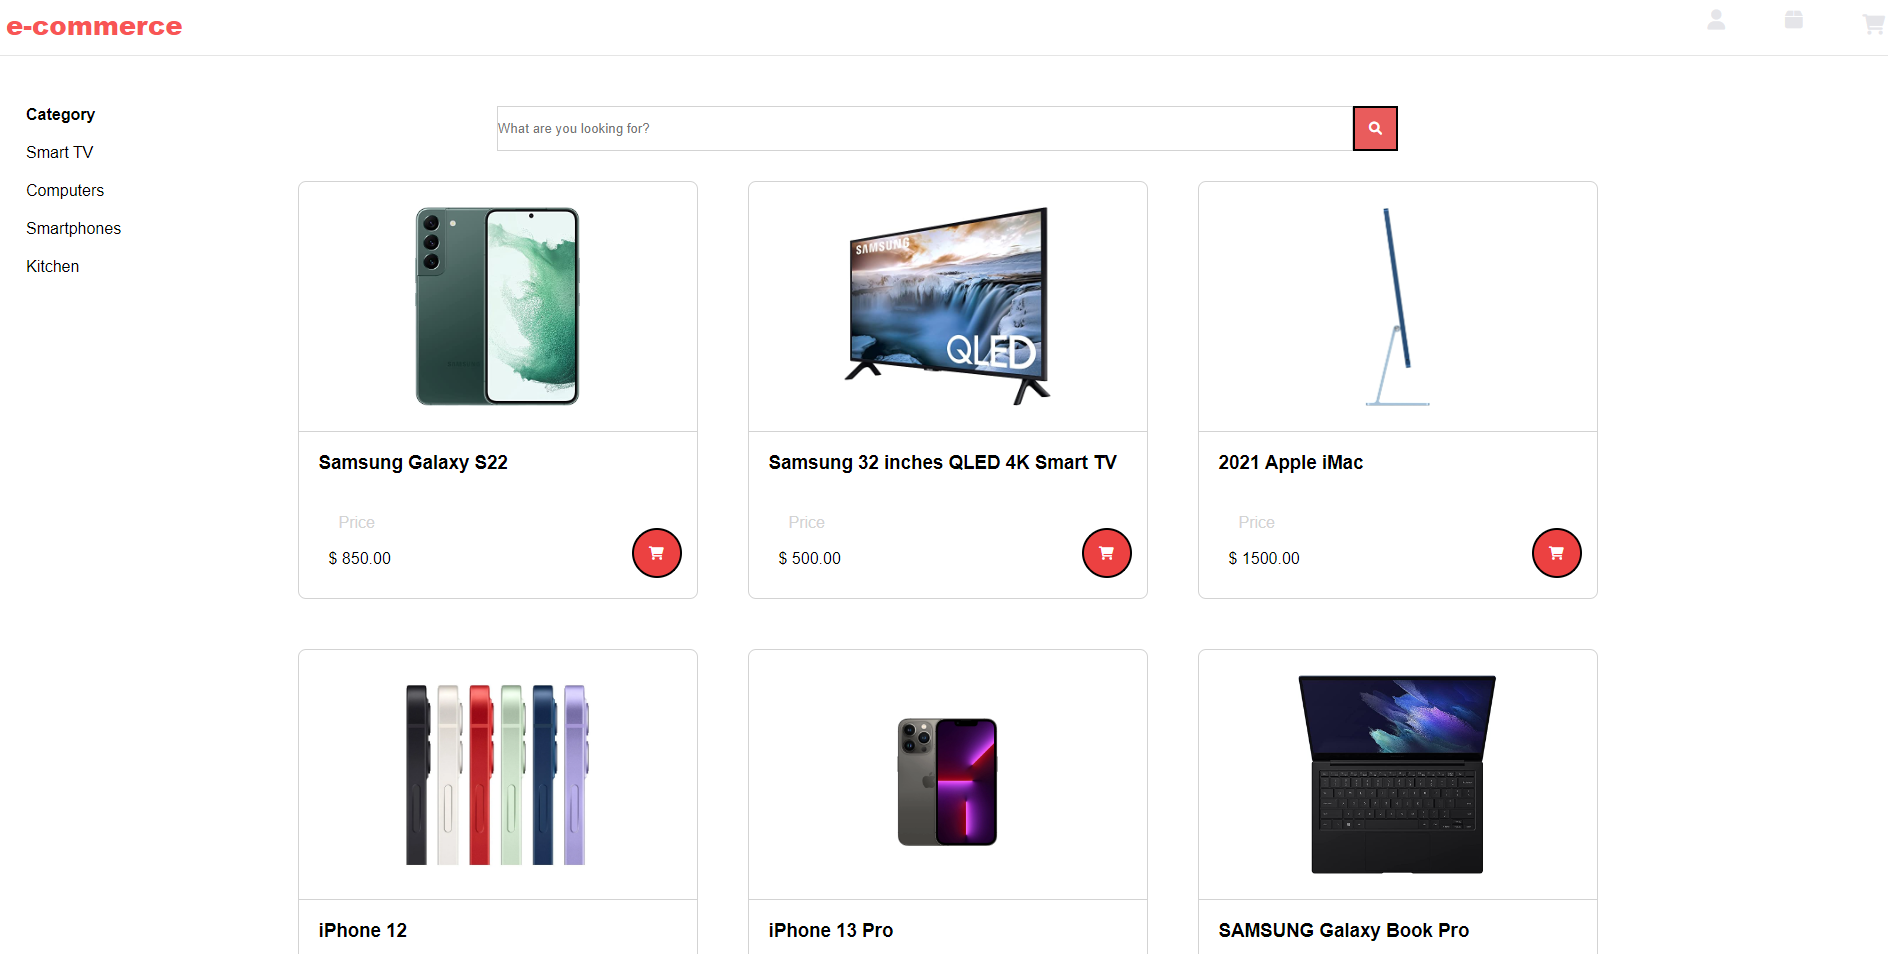 e-commerce
Category
Smart TV
Computers
Smartphones
Kitchen
What are you looking for?
SAMSUNG
QLED
Samsung Galaxy S22
Price
$ 850.00
Samsung 32 inches QLED 4K Smart TV
Price
$ 500.00
2021 Apple iMac
Price
$ 1500.00
iPhone 12
iPhone 13 Pro
SAMSUNG Galaxy Book Pro